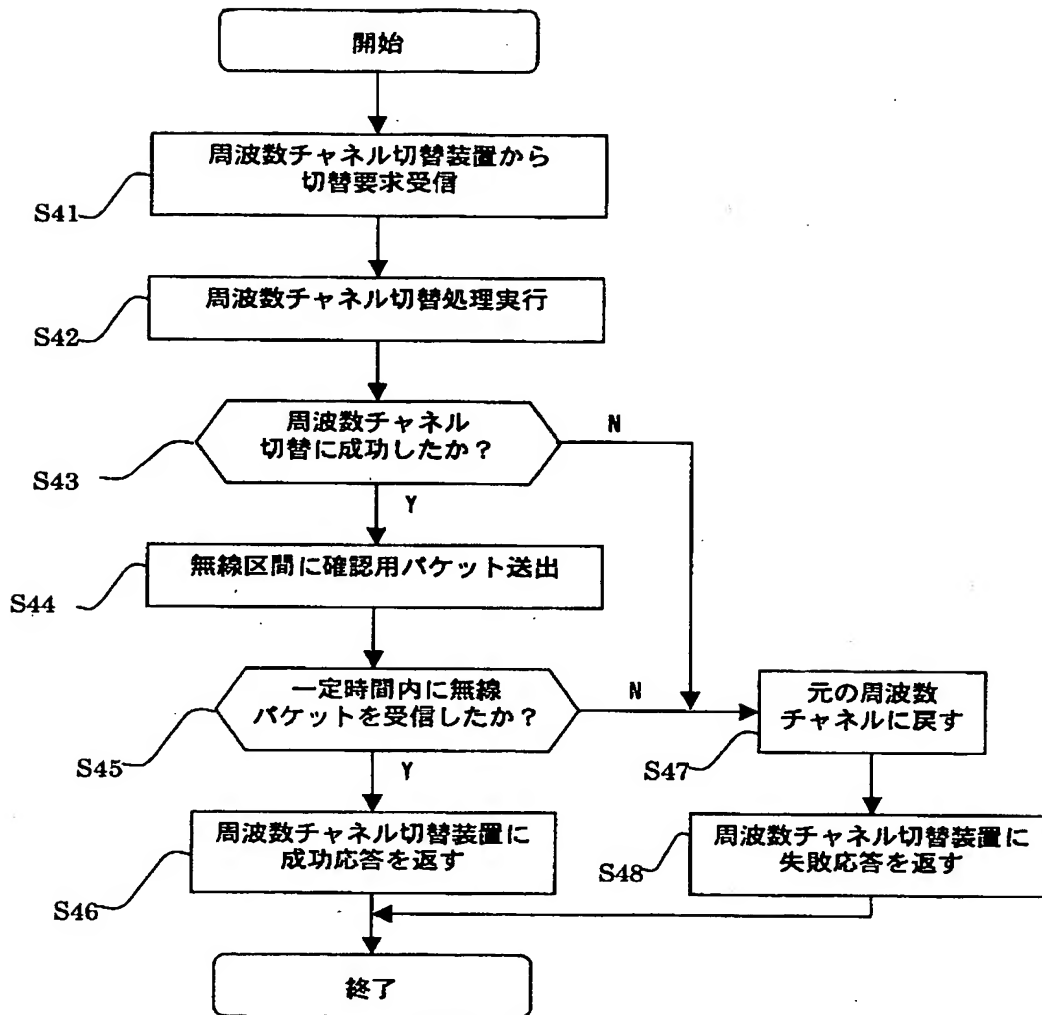 開始
周波数チャネル切替装置から
切替要求受信
S41
周波数チャネル切替処理実行
S42
周波数チャネル
切替に成功したか?
N
S43
Y
無線区間に確認用パケット送出
S44
一定時間内に無線
パケットを受信したか?
N
元の周波数
チャネルに戻す
S45
Y
S47
周波数チャネル切替装置に
成功応答を返す
周波数チャネル切替装置に
失敗応答を返す
S48
S46
終了